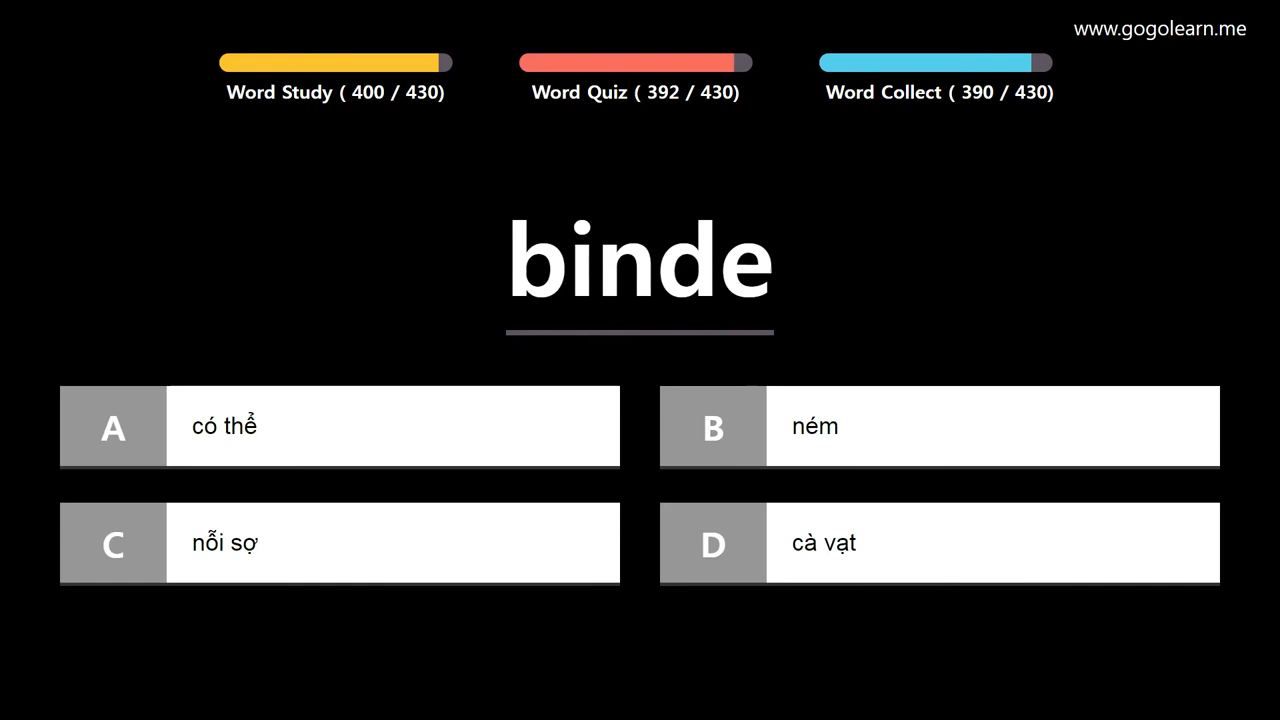 www.gogolearn.me
Word Study ( 400 / 430)
Word Quiz ( 392 / 430)
Word Collect ( 390 / 430)
binde
A có thể
B ném
C nỗi sợ
D cà vạt